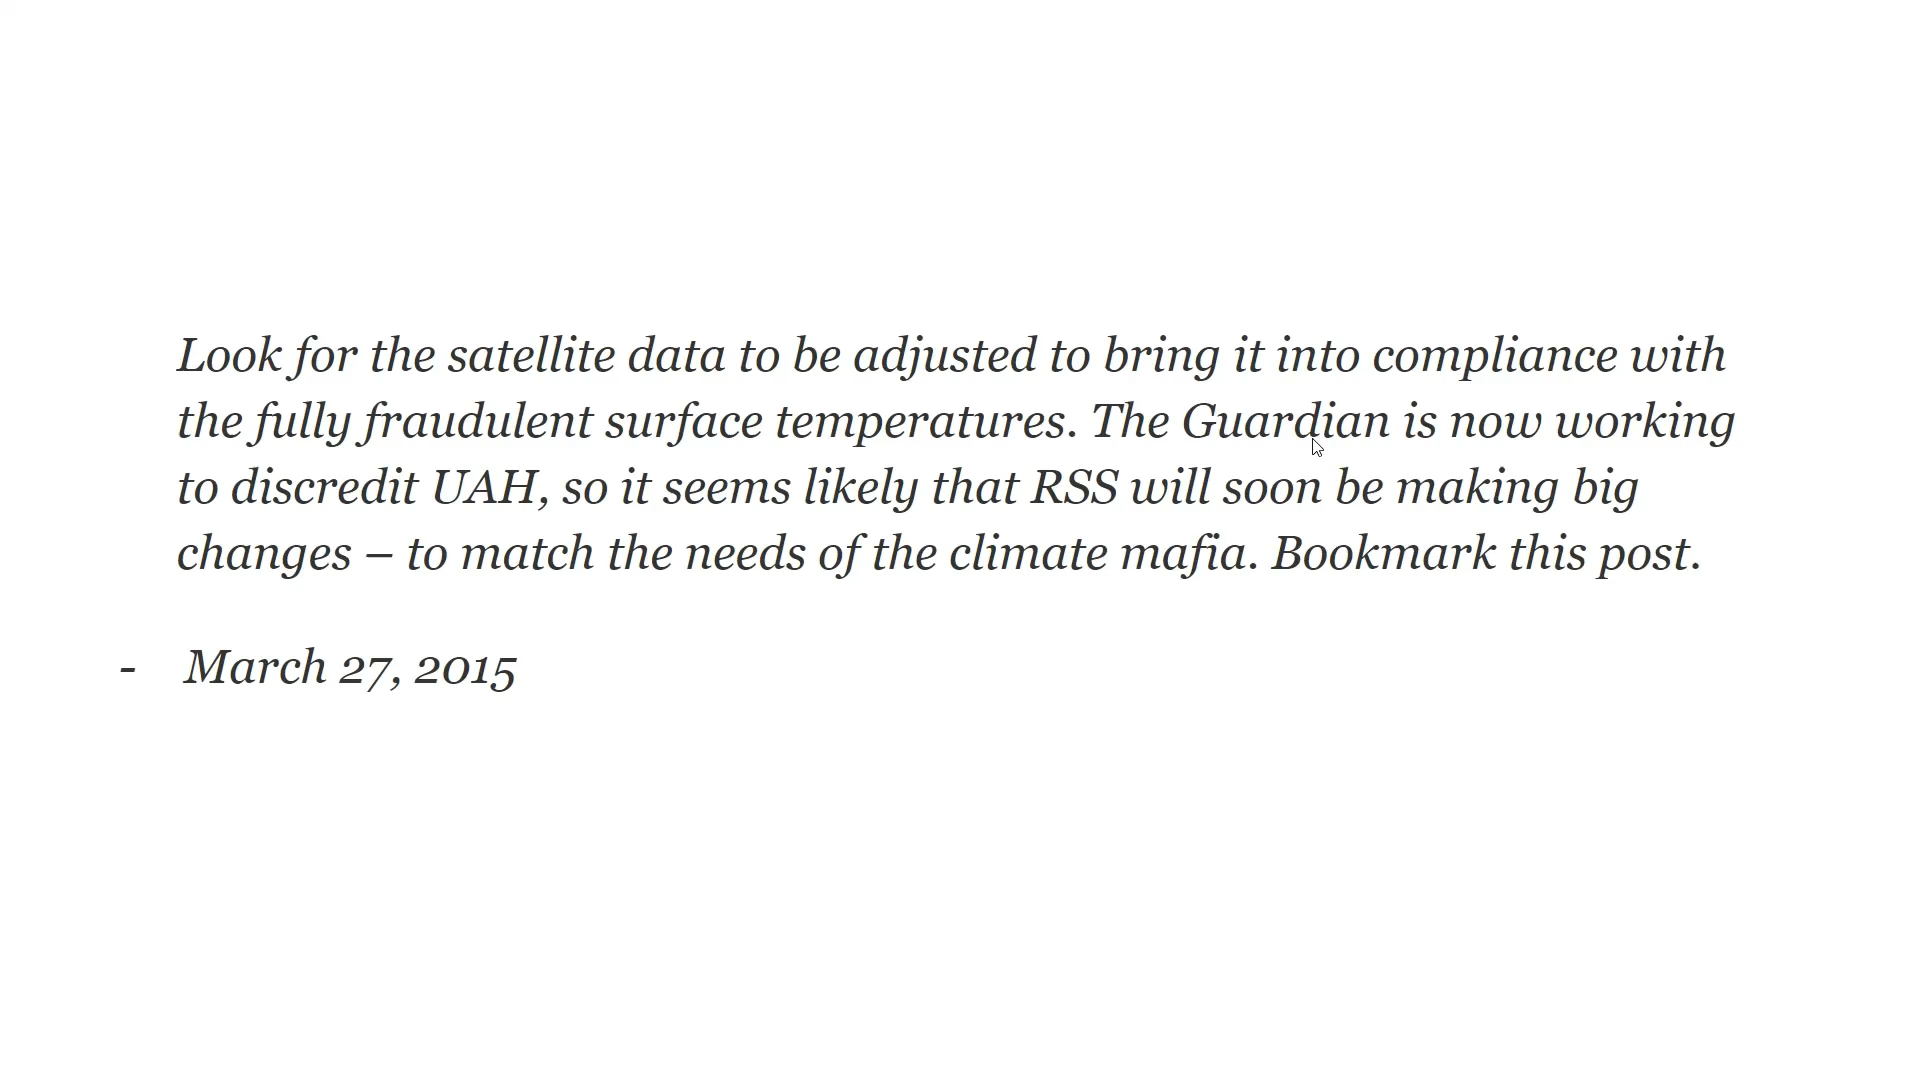 Look for the satellite data to be adjusted to bring it into compliance with
the fully fraudulent surface temperatures. The Guardian is now working
to discredit UAH, so it seems likely that RSS will soon be making big
changes – to match the needs of the climate mafia. Bookmark this post.
- March 27, 2015